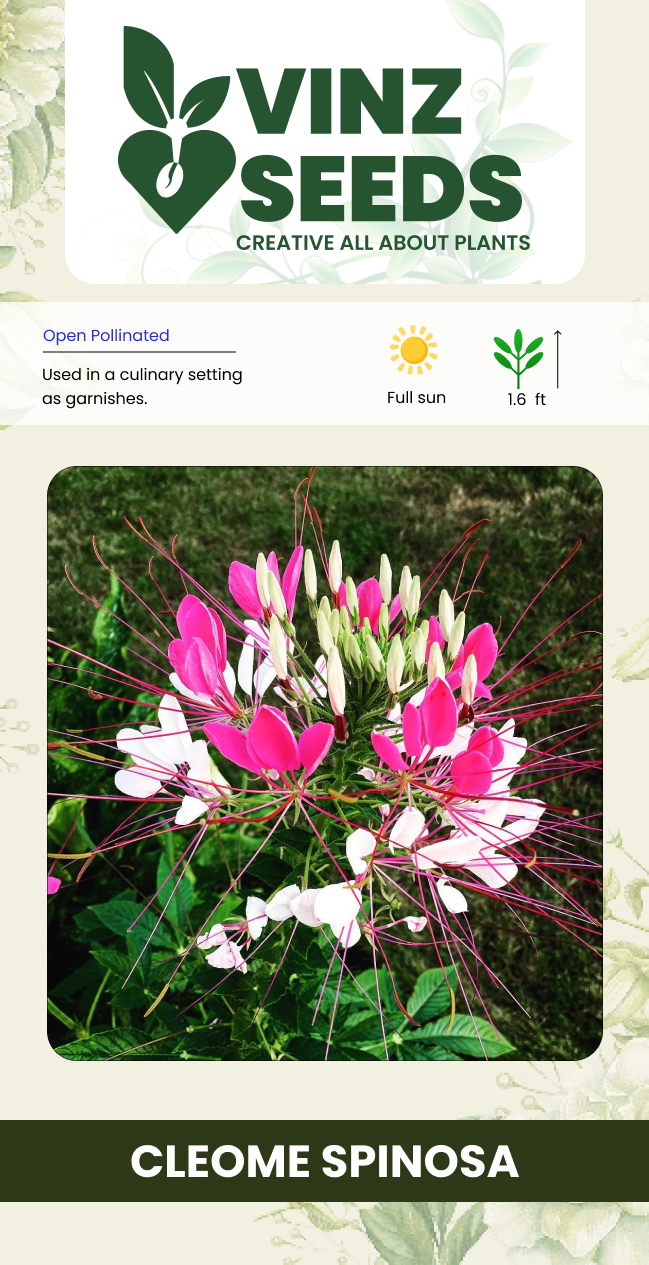 VINZ
SEEDS
CREATIVE ALL ABOUT PLANTS
Open Pollinated
Used in a culinary setting
as garnishes.
Full sun
1.6 ft
CLEOME SPINOSA